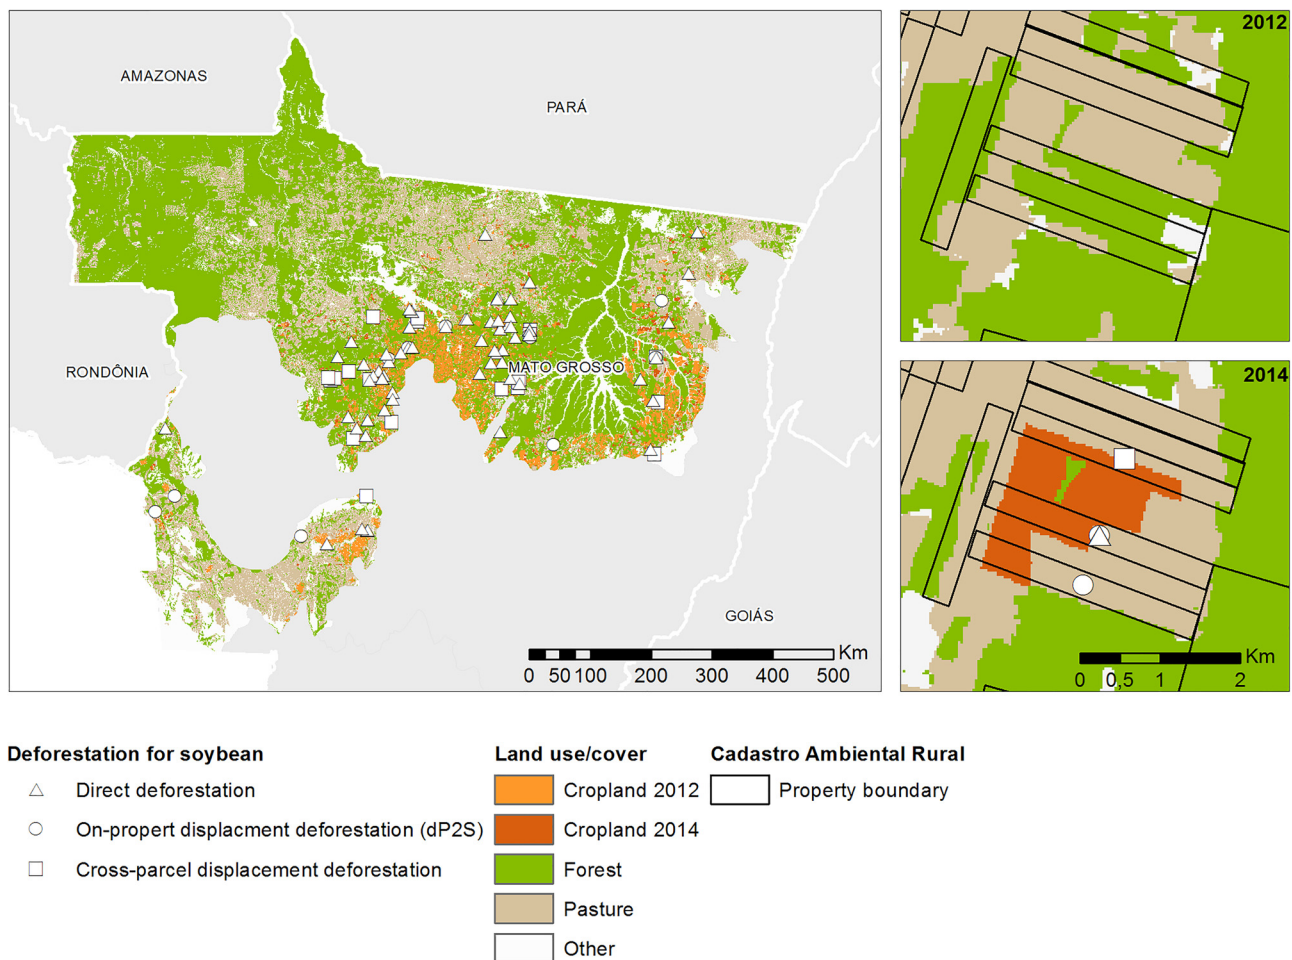 AMAZONAS
PARÁ
RONDÔNIA
MATO GROSSO
GOIÁS
Km
0 50 100 200 300 400 500
2012
2014
Km
0 0,5 1 2
Deforestation for soybean
Direct deforestation
On-propert displacment deforestation (dP2S)
Cross-parcel displacement deforestation
Land use/cover
Cropland 2012
Cropland 2014
Forest
Pasture
Other
Cadastro Ambiental Rural
Property boundary